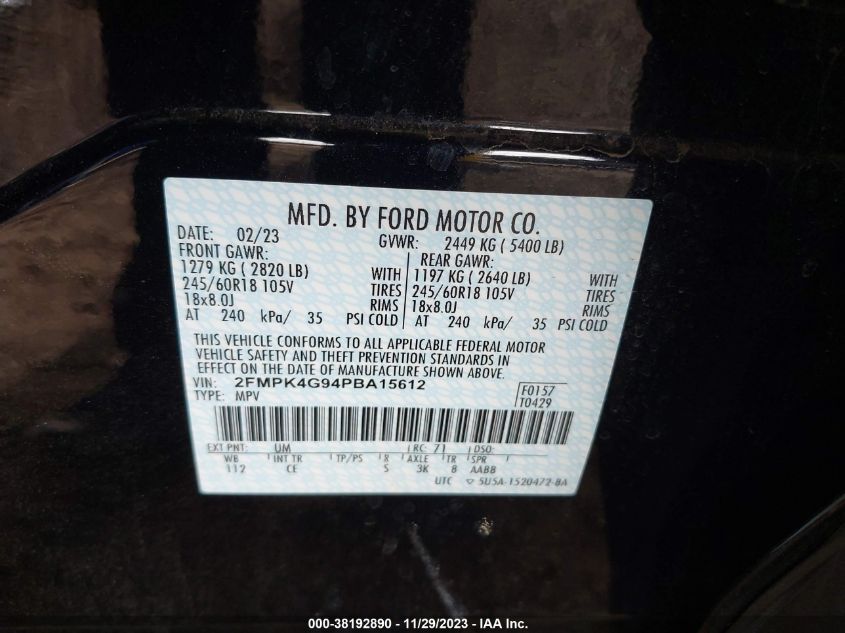 MFD. BY FORD MOTOR CO.
DATE: 02/23 GVWR: 2449 KG ( 5400 LB)
FRONT GAWR: REAR GAWR:
1279 KG ( 2820 LB) WITH 1197 KG ( 2640 LB) WITH
245/60R18 105V TIRES 245/60R18 105V TIRES
18x8.0J RIMS 18x8.0J RIMS
AT 240 kPa/ 35 PSI COLD AT 240 kPa/ 35 PSI COLD
THIS VEHICLE CONFORMS TO ALL APPLICABLE FEDERAL MOTOR
VEHICLE SAFETY AND THEFT PREVENTION STANDARDS IN
EFFECT ON THE DATE OF MANUFACTURE SHOWN ABOVE.
VIN: 2FMPK4G94PBA15612 F0157
TYPE: MPV T0429
EXT PNT: UM RC: 71 DSO:
WB INT TR TP/PS R AXLE TR SPR
112 CE S 3K 8 AABB
UTC ▽ 5U5A-1520472-BA
000-38192890 - 11/29/2023 - IAA Inc.